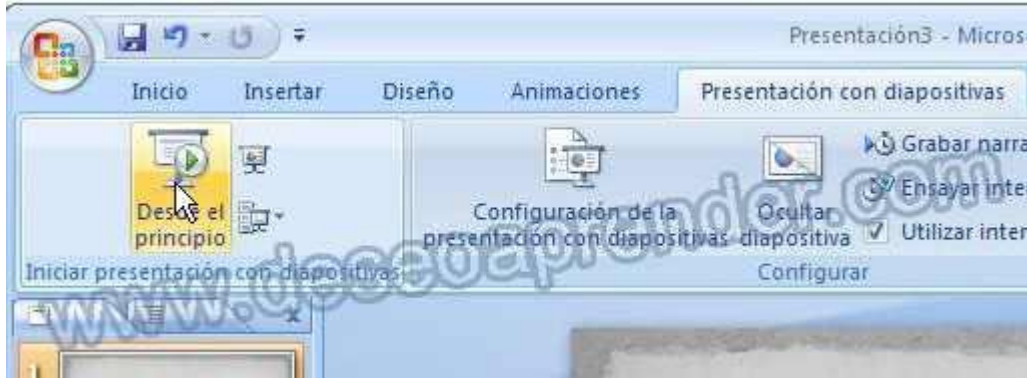 Presentación3 - Micros
Inicio Insertar Diseño Animaciones Presentación con diapositivas
Desde el
principio
Configuración de la
presentación con diapositivas
Ocultar
diapositiva
Grabar narra
Ensayar inte
Utilizar inter
Iniciar presentación con diapositivas
Configurar
www.deseoaprender.com
1